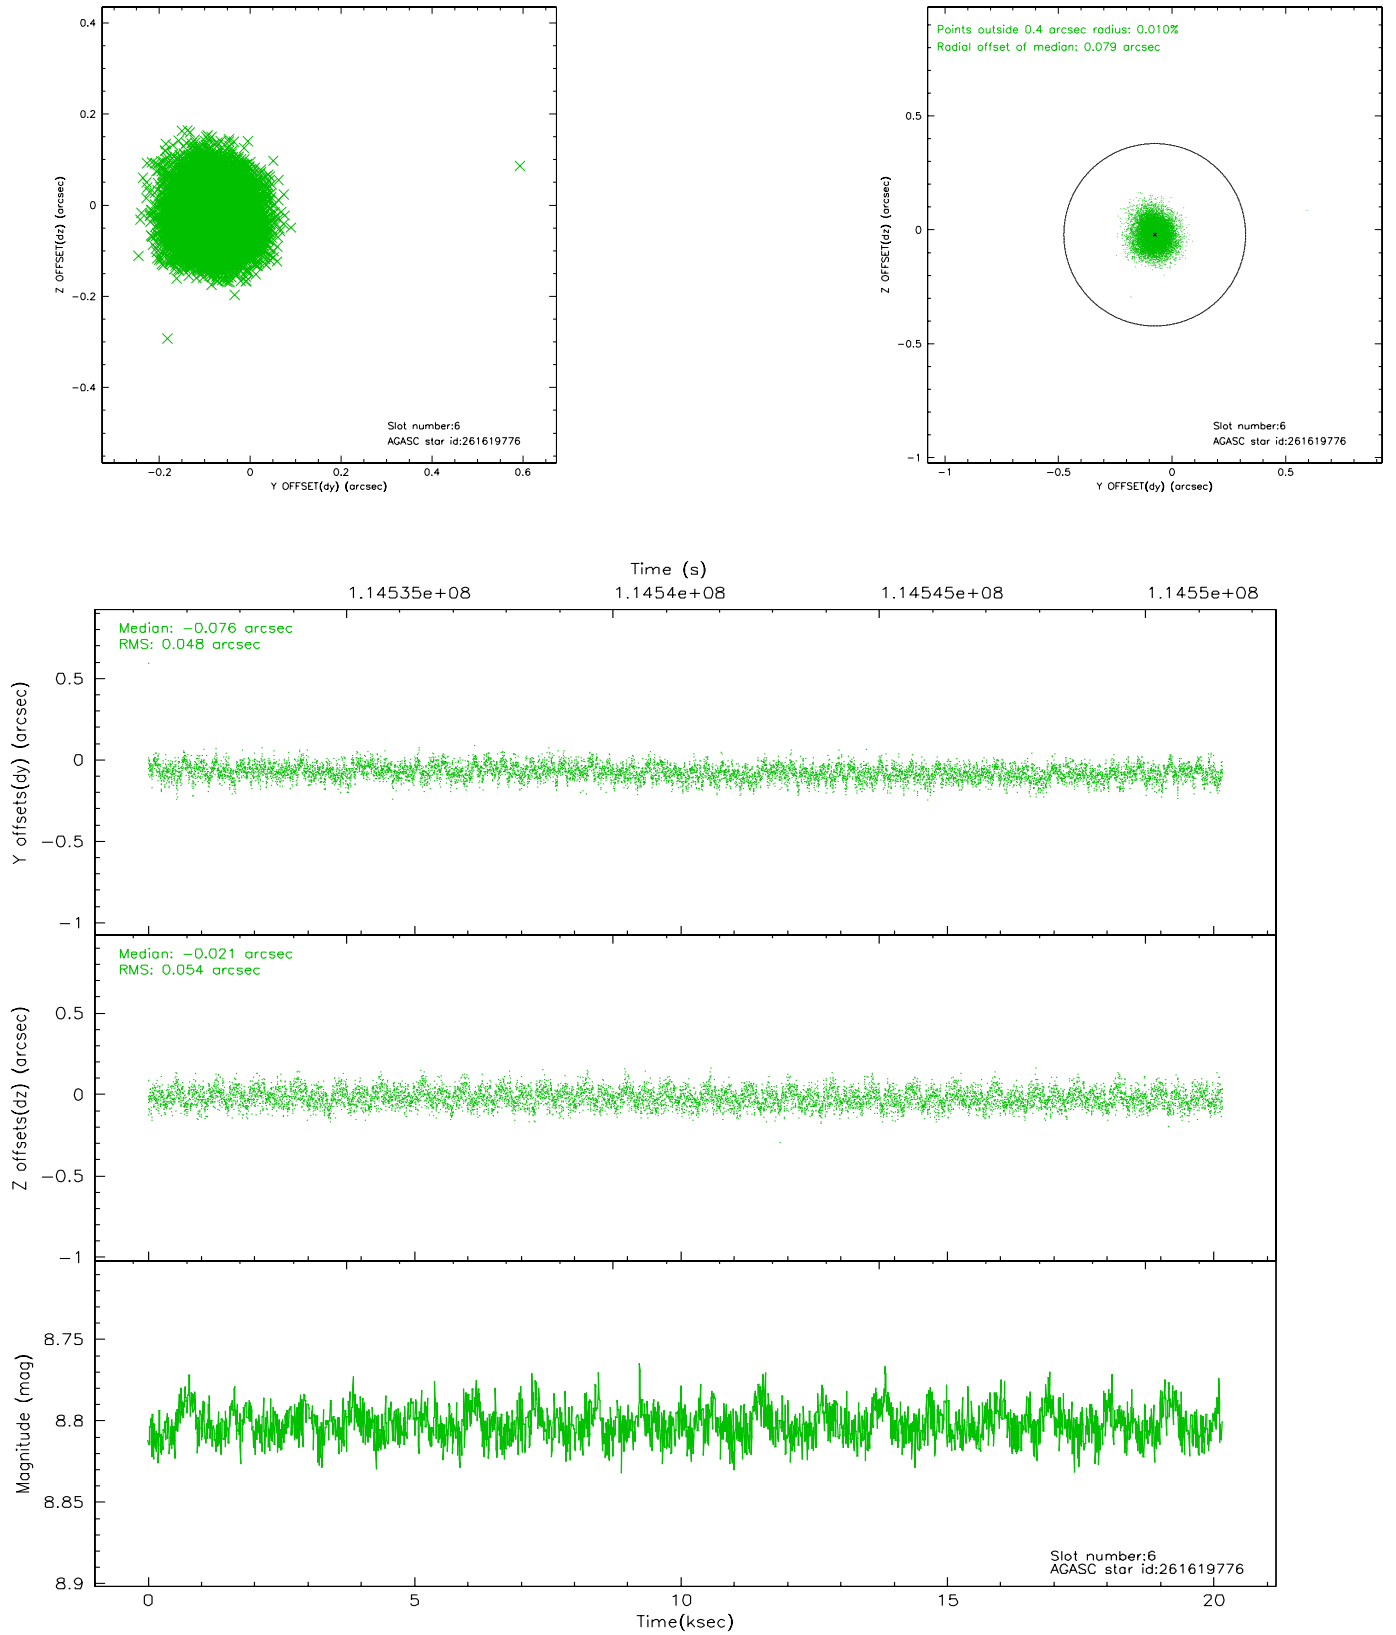 0.4
0.2
0
-0.2
-0.4
Z OFFSET(dz) (arcsec)
Slot number:6
AGASC star id:261619776
-0.2 0 0.2 0.4 0.6
Y OFFSET(dy) (arcsec)
Points outside 0.4 arcsec radius: 0.010%
Radial offset of median: 0.079 arcsec
0.5
0
-0.5
-1
Z OFFSET(dz) (arcsec)
Slot number:6
AGASC star id:261619776
-1 -0.5 0 0.5
Y OFFSET(dy) (arcsec)
Time (s)
1.14535e+08 1.1454e+08 1.14545e+08 1.1455e+08
Median: -0.076 arcsec
RMS: 0.048 arcsec
0.5
0
-0.5
-1
Y offsets(dy) (arcsec)
Median: -0.021 arcsec
RMS: 0.054 arcsec
0.5
0
-0.5
-1
Z offsets(dz) (arcsec)
8.75
8.8
8.85
8.9
Magnitude (mag)
Slot number:6
AGASC star id:261619776
0 5 10 15 20
Time(ksec)